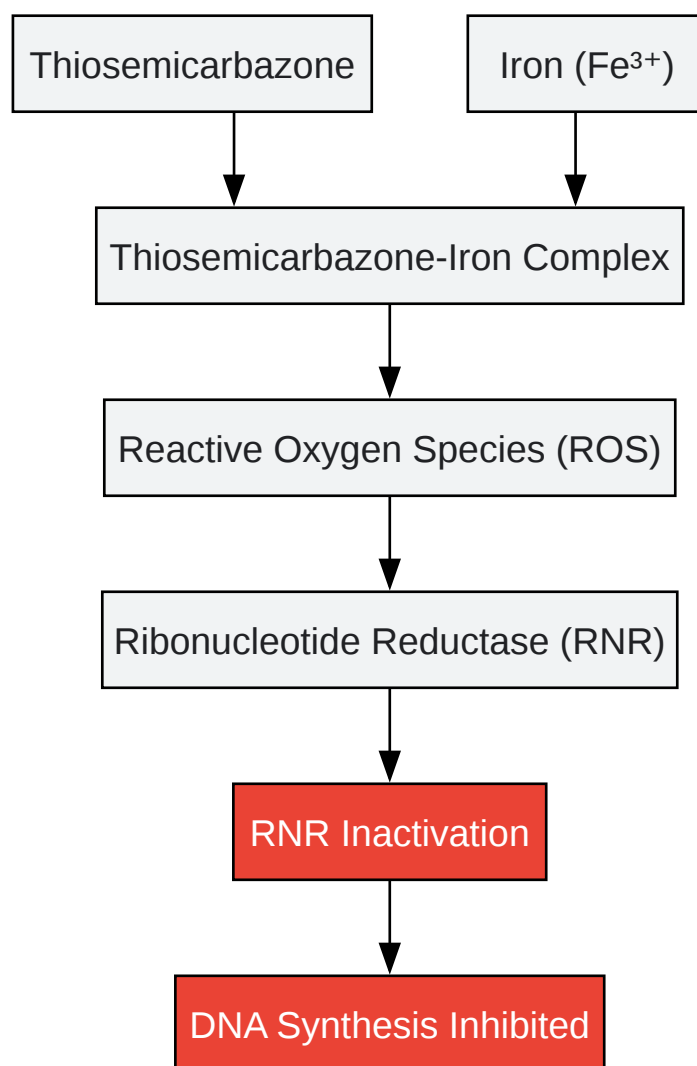 Thiosemicarbazone
Iron (Fe³⁺)
Thiosemicarbazone-Iron Complex
Reactive Oxygen Species (ROS)
Ribonucleotide Reductase (RNR)
RNR Inactivation
DNA Synthesis Inhibited